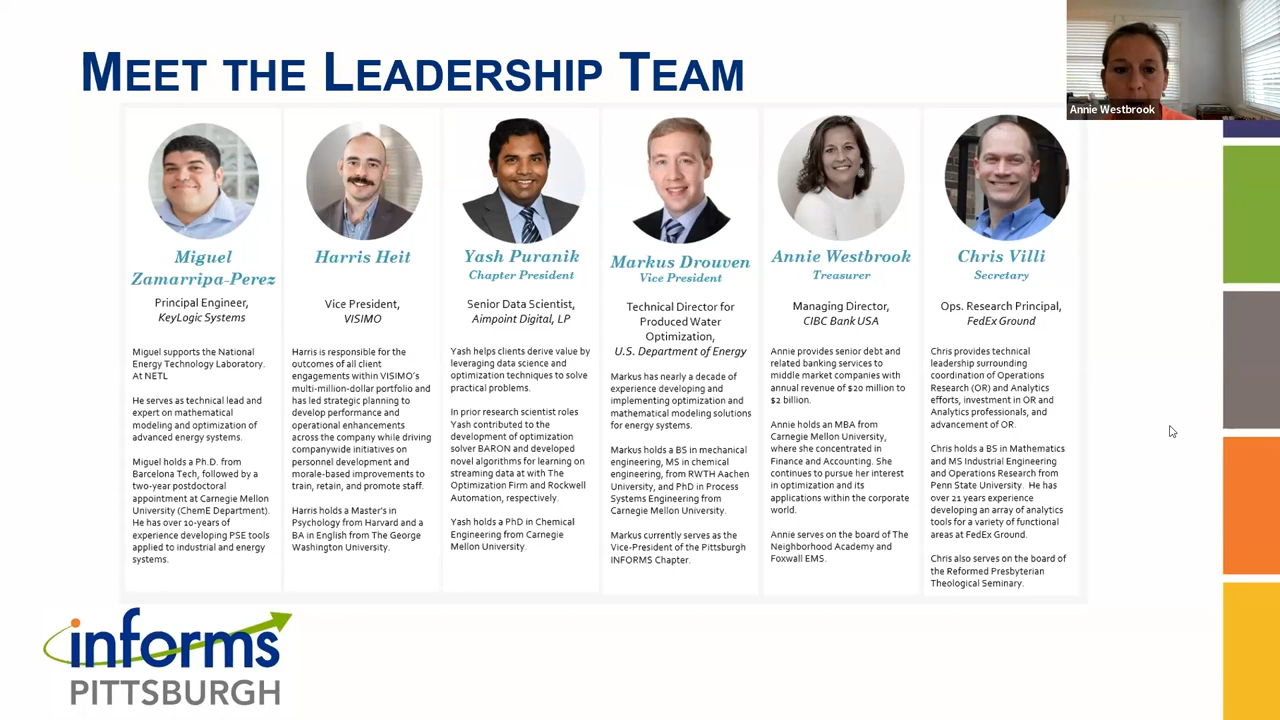 MEET THE LEADERSHIP TEAM
Annie Westbrook
Miguel
Zamarripa-Perez
Principal Engineer,
KeyLogic Systems
Miguel supports the National
Energy Technology Laboratory.
At NETL
He serves as technical lead and
expert on mathematical
modeling and optimization of
advanced energy systems.
Miguel holds a Ph.D. from
Barcelona Tech, followed by a
two-year postdoctoral
appointment at Carnegie Mellon
University (ChemE Department).
He has over 10-years of
experience developing PSE tools
applied to industrial and energy
systems.
Harris Heit
Vice President,
VISIMO
Harris is responsible for the
outcomes of all client
engagements within VISIMO's
multi-million-dollar portfolio and
has led strategic planning to
develop performance and
operational enhancements
across the company while driving
companywide initiatives on
personnel development and
morale-based improvements to
train, retain, and promote staff.
Harris holds a Master's in
Psychology from Harvard and a
BA in English from The George
Washington University.
Yash Puranik
Chapter President
Senior Data Scientist,
Aimpoint Digital, LP
Yash helps clients derive value by
leveraging data science and
optimization techniques to solve
practical problems.
In prior research scientist roles
Yash contributed to the
development of optimization
solver BARON and developed
novel algorithms for learning on
streaming data at with The
Optimization Firm and Rockwell
Automation, respectively.
Yash holds a PhD in Chemical
Engineering from Carnegie
Mellon University.
Markus Drouven
Vice President
Technical Director for
Produced Water
Optimization,
U.S. Department of Energy
Markus has nearly a decade of
experience developing and
implementing optimization and
mathematical modeling solutions
for energy systems.
Markus holds a BS in mechanical
engineering, MS in chemical
engineering, from RWTH Aachen
University, and PhD in Process
Systems Engineering from
Carnegie Mellon University.
Markus currently serves as the
Vice-President of the Pittsburgh
INFORMS Chapter.
Annie Westbrook
Treasurer
Managing Director,
CIBC Bank USA
Annie provides senior debt and
related banking services to
middle market companies with
annual revenue of $20 million to
$2 billion.
Annie holds an MBA from
Carnegie Mellon University,
where she concentrated in
Finance and Accounting. She
continues to pursue her interest
in optimization and its
applications within the corporate
world.
Annie serves on the board of The
Neighborhood Academy and
Foxwall EMS.
Chris Villi
Secretary
Ops. Research Principal,
FedEx Ground
Chris provides technical
leadership surrounding
coordination of Operations
Research (OR) and Analytics
efforts, investment in OR and
Analytics professionals, and
advancement of OR.
Chris holds a BS in Mathematics
and MS Industrial Engineering
and Operations Research from
Penn State University. He has
over 21 years experience
developing an array of analytics
tools for a variety of functional
areas at FedEx Ground.
Chris also serves on the board of
the Reformed Presbyterian
Theological Seminary.
informs
PITTSBURGH